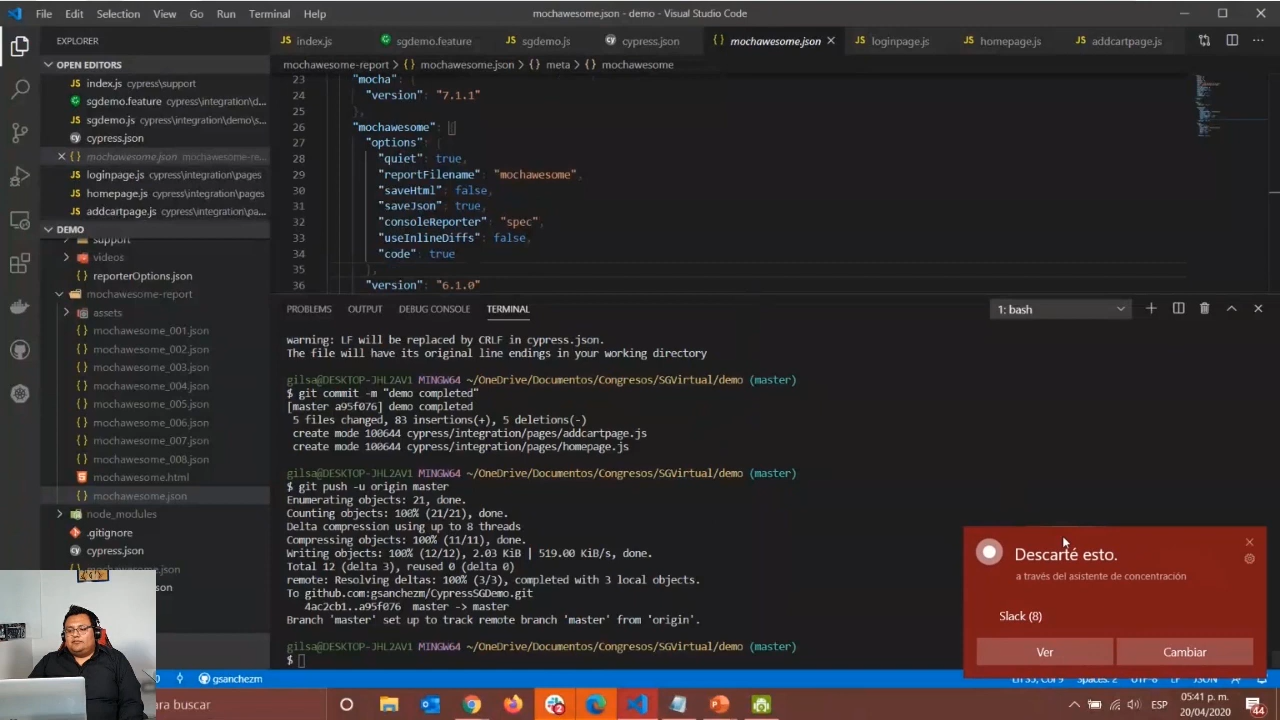 File Edit Selection View Go Run Terminal Help
mochawesome.json - demo - Visual Studio Code
EXPLORER
index.js
sgdemo.feature
sgdemo.js
cypress.json
mochawesome.json
loginpage.js
homepage.js
addcartpage.js
OPEN EDITORS
index.js cypress\support
sgdemo.feature cypress\integration\d...
sgdemo.js cypress\integration\demo\s...
cypress.json
mochawesome.json mochawesome-re...
loginpage.js cypress\integration\pages
homepage.js cypress\integration\pages
addcartpage.js cypress\integration\pa...
DEMO
support
videos
reporterOptions.json
mochawesome-report
assets
mochawesome_001.json
mochawesome_002.json
mochawesome_003.json
mochawesome_004.json
mochawesome_005.json
mochawesome_006.json
mochawesome_007.json
mochawesome_008.json
mochawesome.html
mochawesome.json
node_modules
.gitignore
cypress.json
mochawesome-report > mochawesome.json > meta > mochawesome
23 "mocha": {
24 "version": "7.1.1"
25 },
26 "mochawesome": {
27 "options": {
28 "quiet": true,
29 "reportFilename": "mochawesome",
30 "saveHtml": false,
31 "saveJson": true,
32 "consoleReporter": "spec",
33 "useInlineDiffs": false,
34 "code": true
35 },
36 "version": "6.1.0"
PROBLEMS OUTPUT DEBUG CONSOLE TERMINAL
1: bash
warning: LF will be replaced by CRLF in cypress.json.
The file will have its original line endings in your working directory
gilsa@DESKTOP-JHL2AV1 MINGW64 ~/OneDrive/Documentos/Congresos/SGVirtual/demo (master)
$ git commit -m "demo completed"
[master a95f076] demo completed
5 files changed, 83 insertions(+), 5 deletions(-)
create mode 100644 cypress/integration/pages/addcartpage.js
create mode 100644 cypress/integration/pages/homepage.js
gilsa@DESKTOP-JHL2AV1 MINGW64 ~/OneDrive/Documentos/Congresos/SGVirtual/demo (master)
$ git push -u origin master
Enumerating objects: 21, done.
Counting objects: 100% (21/21), done.
Delta compression using up to 8 threads
Compressing objects: 100% (11/11), done.
Writing objects: 100% (12/12), 2.03 KiB | 519.00 KiB/s, done.
Total 12 (delta 3), reused 0 (delta 0)
remote: Resolving deltas: 100% (3/3), completed with 3 local objects.
To github.com:gsanchezm/CypressSGDemo.git
4ac2cb1..a95f076 master -> master
Branch 'master' set up to track remote branch 'master' from 'origin'.
gilsa@DESKTOP-JHL2AV1 MINGW64 ~/OneDrive/Documentos/Congresos/SGVirtual/demo (master)
$
Descarté esto.
a través del asistente de concentración
Slack (8)
Ver
Cambiar
gsanchezm
ara buscar
ESP
05:41 p. m.
20/04/2020
44